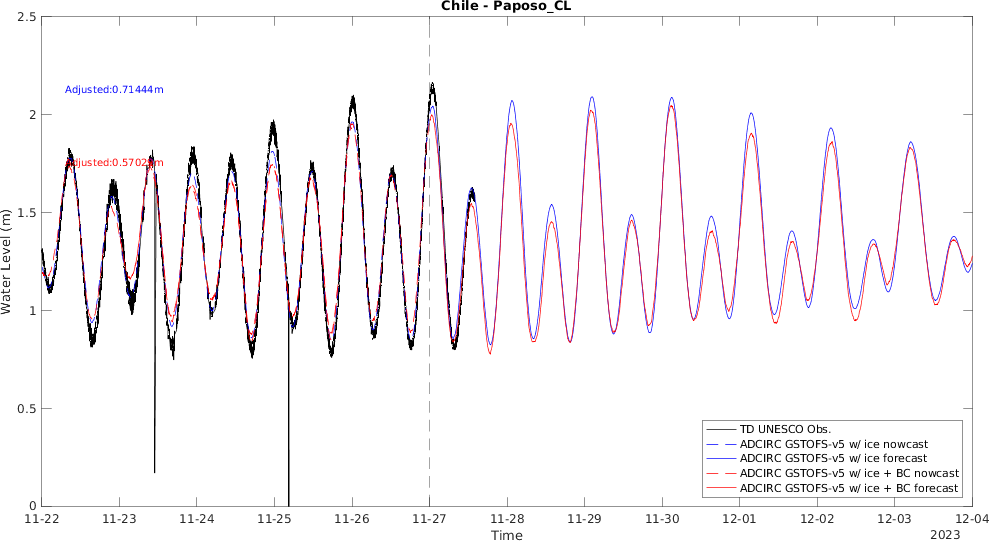 Chile - Paposo_CL
2.5
2
1.5
1
0.5
0
Water Level (m)
Adjusted:0.71444m
TD UNESCO Obs.
ADCIRC GSTOFS-v5 w/ ice nowcast
ADCIRC GSTOFS-v5 w/ ice forecast
ADCIRC GSTOFS-v5 w/ ice + BC nowcast
ADCIRC GSTOFS-v5 w/ ice + BC forecast
11-22 11-23 11-24 11-25 11-26 11-27 11-28 11-29 11-30 12-01 12-02 12-03 12-04
Time
2023